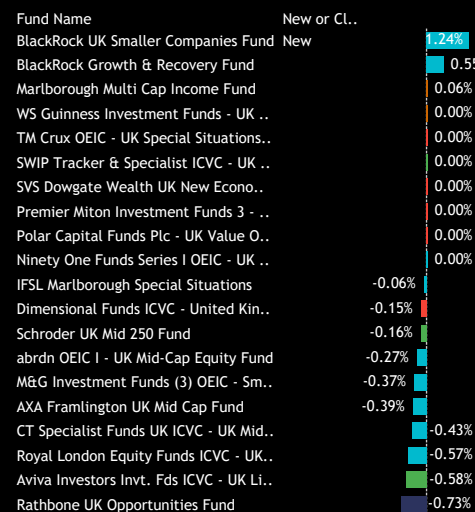 Fund Name New or Cl..
BlackRock UK Smaller Companies Fund New 1.24%
BlackRock Growth & Recovery Fund 0.55
Marlborough Multi Cap Income Fund 0.06%
WS Guinness Investment Funds - UK .. 0.00%
TM Crux OEIC - UK Special Situations.. 0.00%
SWIP Tracker & Specialist ICVC - UK .. 0.00%
SVS Dowgate Wealth UK New Econo.. 0.00%
Premier Miton Investment Funds 3 - .. 0.00%
Polar Capital Funds Plc - UK Value O.. 0.00%
Ninety One Funds Series I OEIC - UK .. 0.00%
IFSL Marlborough Special Situations -0.06%
Dimensional Funds ICVC - United Kin.. -0.15%
Schroder UK Mid 250 Fund -0.16%
abrdn OEIC I - UK Mid-Cap Equity Fund -0.27%
M&G Investment Funds (3) OEIC - Sm.. -0.37%
AXA Framlington UK Mid Cap Fund -0.39%
CT Specialist Funds UK ICVC - UK Mid.. -0.43%
Royal London Equity Funds ICVC - UK.. -0.57%
Aviva Investors Invt. Fds ICVC - UK Li.. -0.58%
Rathbone UK Opportunities Fund -0.73%